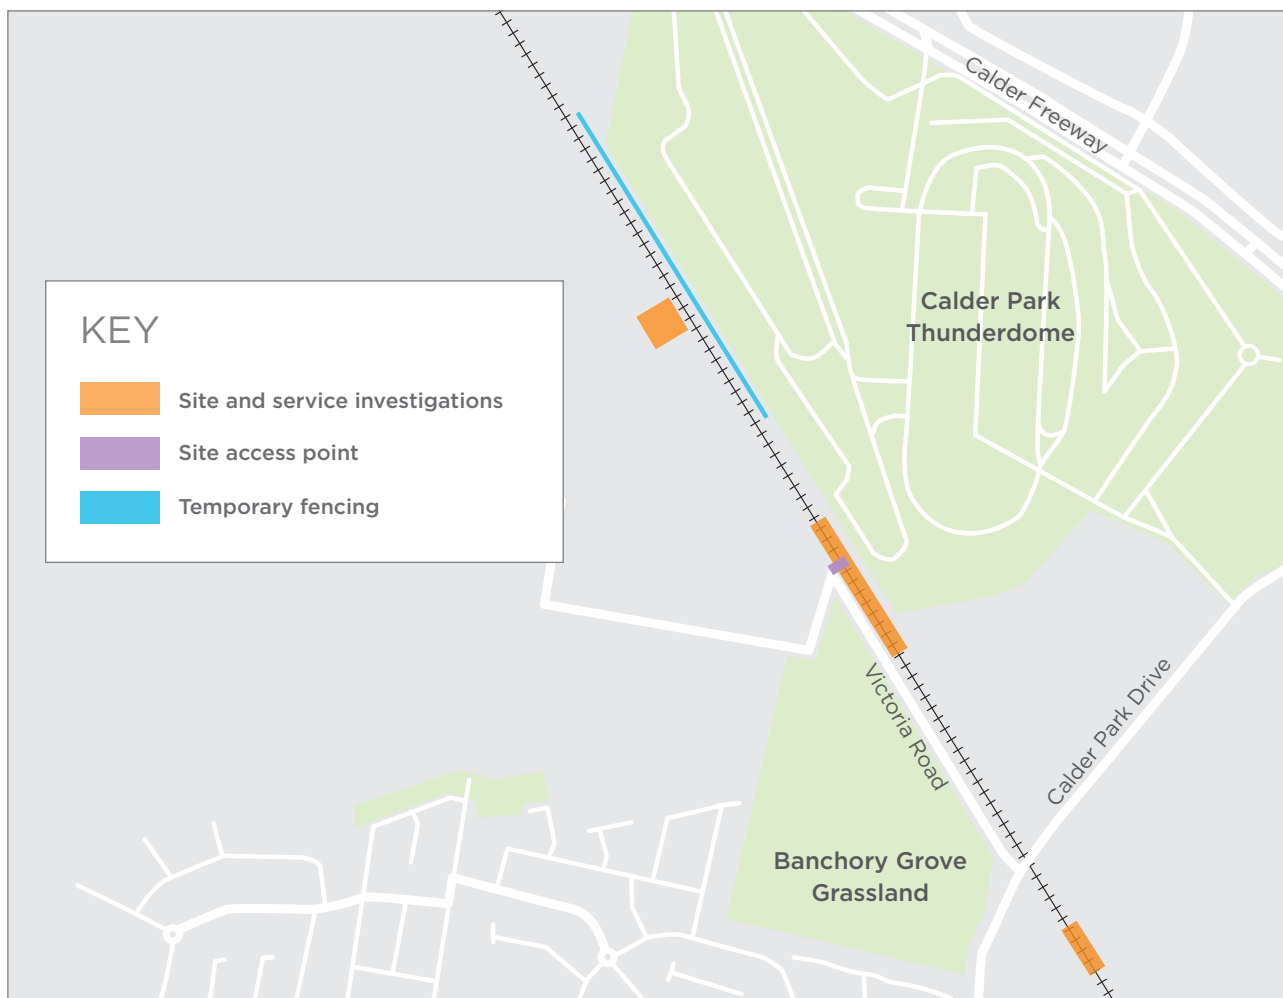 Calder Freeway
Calder Park
Thunderdome
KEY
Site and service investigations
Site access point
Temporary fencing
Victoria Road
Calder Park Drive
Banchory Grove
Grassland